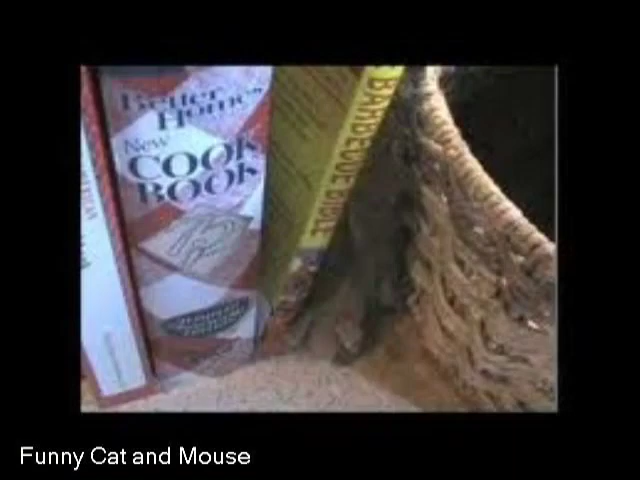 Better
Homes
New
COOK
BOOK
BARBECUE BIBLE
Funny Cat and Mouse